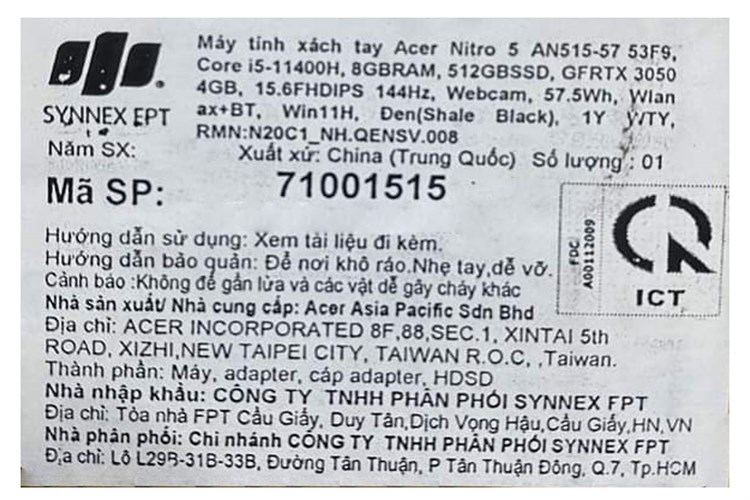 Máy tính xách tay Acer Nitro 5 AN515-57 53F9,
Core i5-11400H, 8GBRAM, 512GBSSD, GFRTX 3050
4GB, 15.6FHDIPS 144Hz, Webcam, 57.5Wh, Wlan
ax+BT, Win11H, Đen(Shale Black), 1Y W/TY,
RMN:N20C1_NH.QENSV.008
SYNNEX FPT
Năm SX:
Xuất xứ: China (Trung Quốc) Số lượng : 01
Mã SP: 71001515
Hướng dẫn sử dụng: Xem tài liệu đi kèm.
Hướng dẫn bảo quản: Để nơi khô ráo.Nhẹ tay,dễ vỡ.
Cảnh báo :Không để gần lửa và các vật dễ gây cháy khác
FDC
A00112009
ICT
Nhà sản xuất/ Nhà cung cấp: Acer Asia Pacific Sdn Bhd
Địa chỉ: ACER INCORPORATED 8F,88,SEC.1, XINTAI 5th
ROAD, XIZHI,NEW TAIPEI CITY, TAIWAN R.O.C, ,Taiwan.
Thành phần: Máy, adapter, cáp adapter, HDSD
Nhà nhập khẩu: CÔNG TY TNHH PHÂN PHỐI SYNNEX FPT
Địa chỉ: Tòa nhà FPT Cầu Giấy, Duy Tân,Dịch Vọng Hậu,Cầu Giấy,HN,VN
Nhà phân phối: Chi nhánh CÔNG TY TNHH PHÂN PHỐI SYNNEX FPT
Địa chỉ: Lô L29B-31B-33B, Đường Tân Thuận, P Tân Thuận Đông, Q.7, Tp.HCM